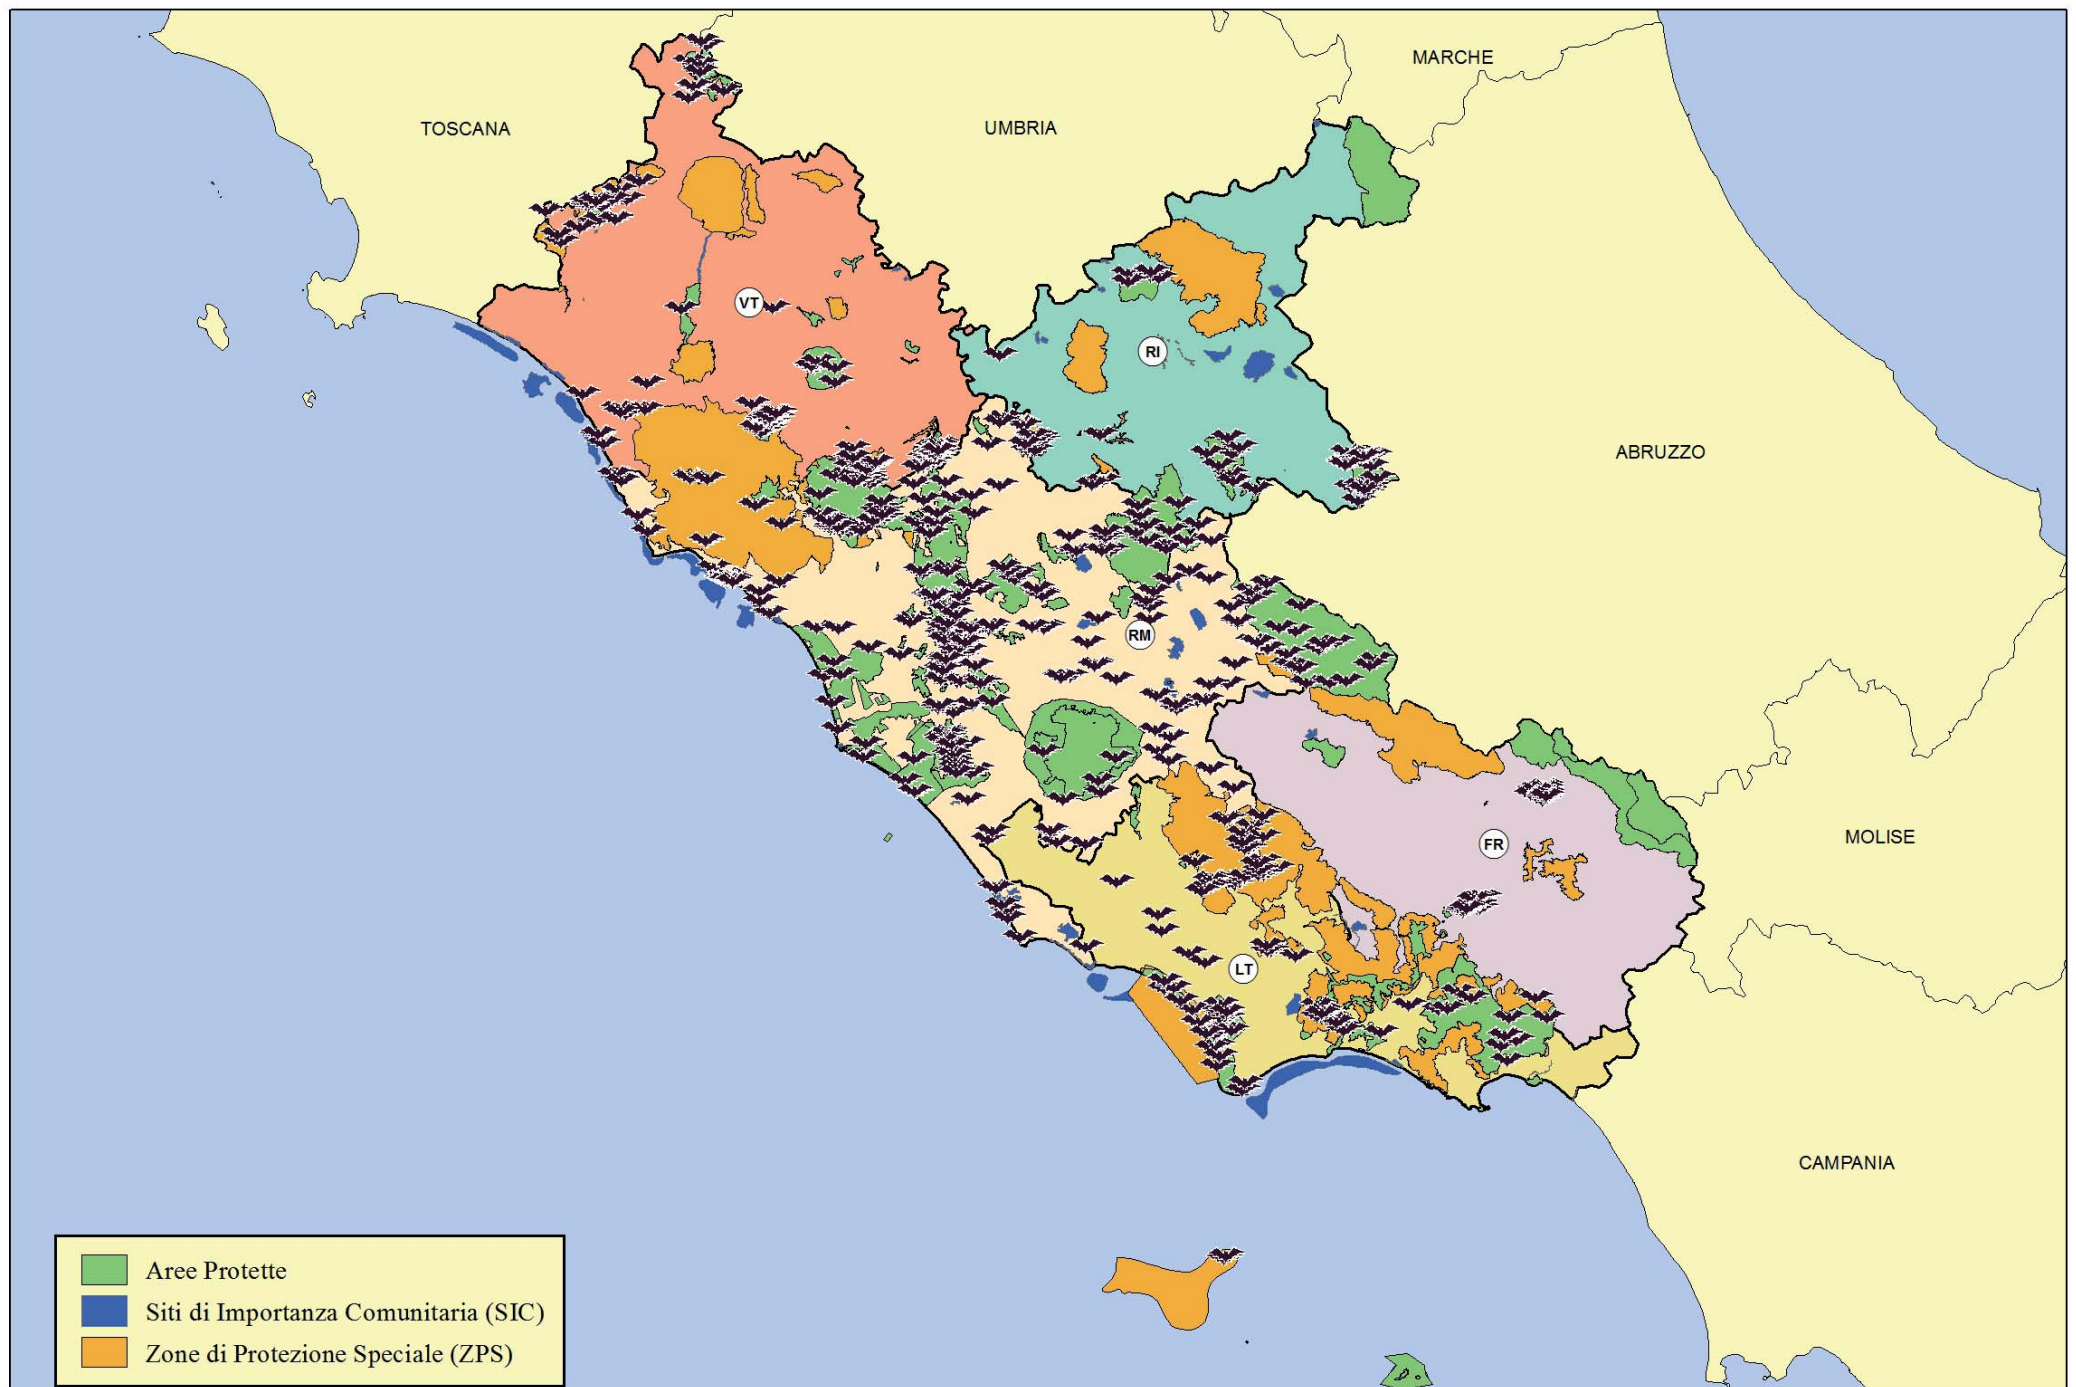 MARCHE
TOSCANA
UMBRIA
VT
RI
ABRUZZO
RM
MOLISE
FR
LT
CAMPANIA
Aree Protette
Siti di Importanza Comunitaria (SIC)
Zone di Protezione Speciale (ZPS)